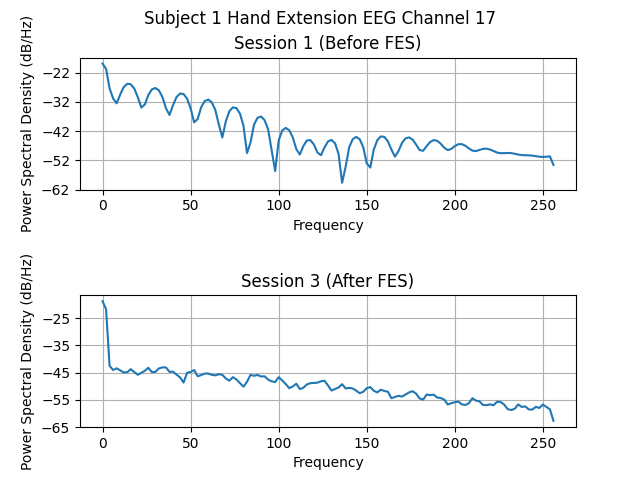 Subject 1 Hand Extension EEG Channel 17
Session 1 (Before FES)
Power Spectral Density (dB/Hz)
−22
−32
−42
−52
−62
0 50 100 150 200 250
Frequency
Session 3 (After FES)
Power Spectral Density (dB/Hz)
−25
−35
−45
−55
−65
0 50 100 150 200 250
Frequency